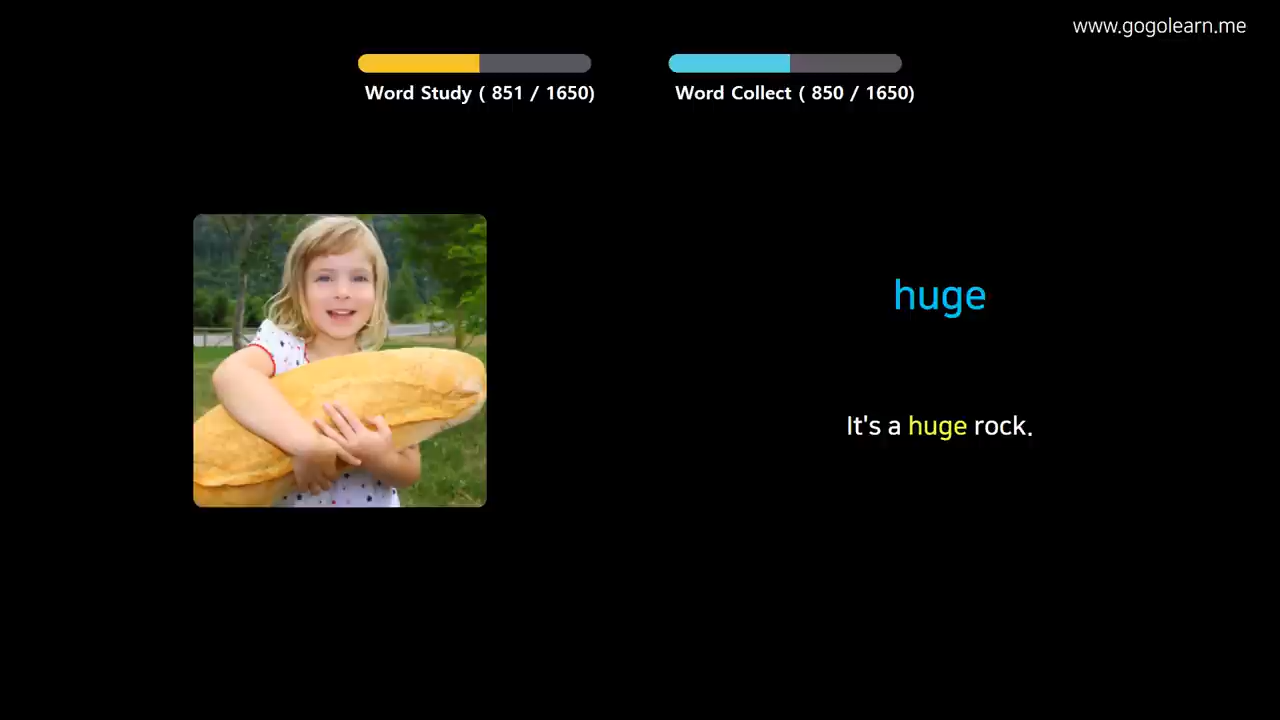 www.gogolearn.me
Word Study ( 851 / 1650)
Word Collect ( 850 / 1650)
huge
It's a huge rock.